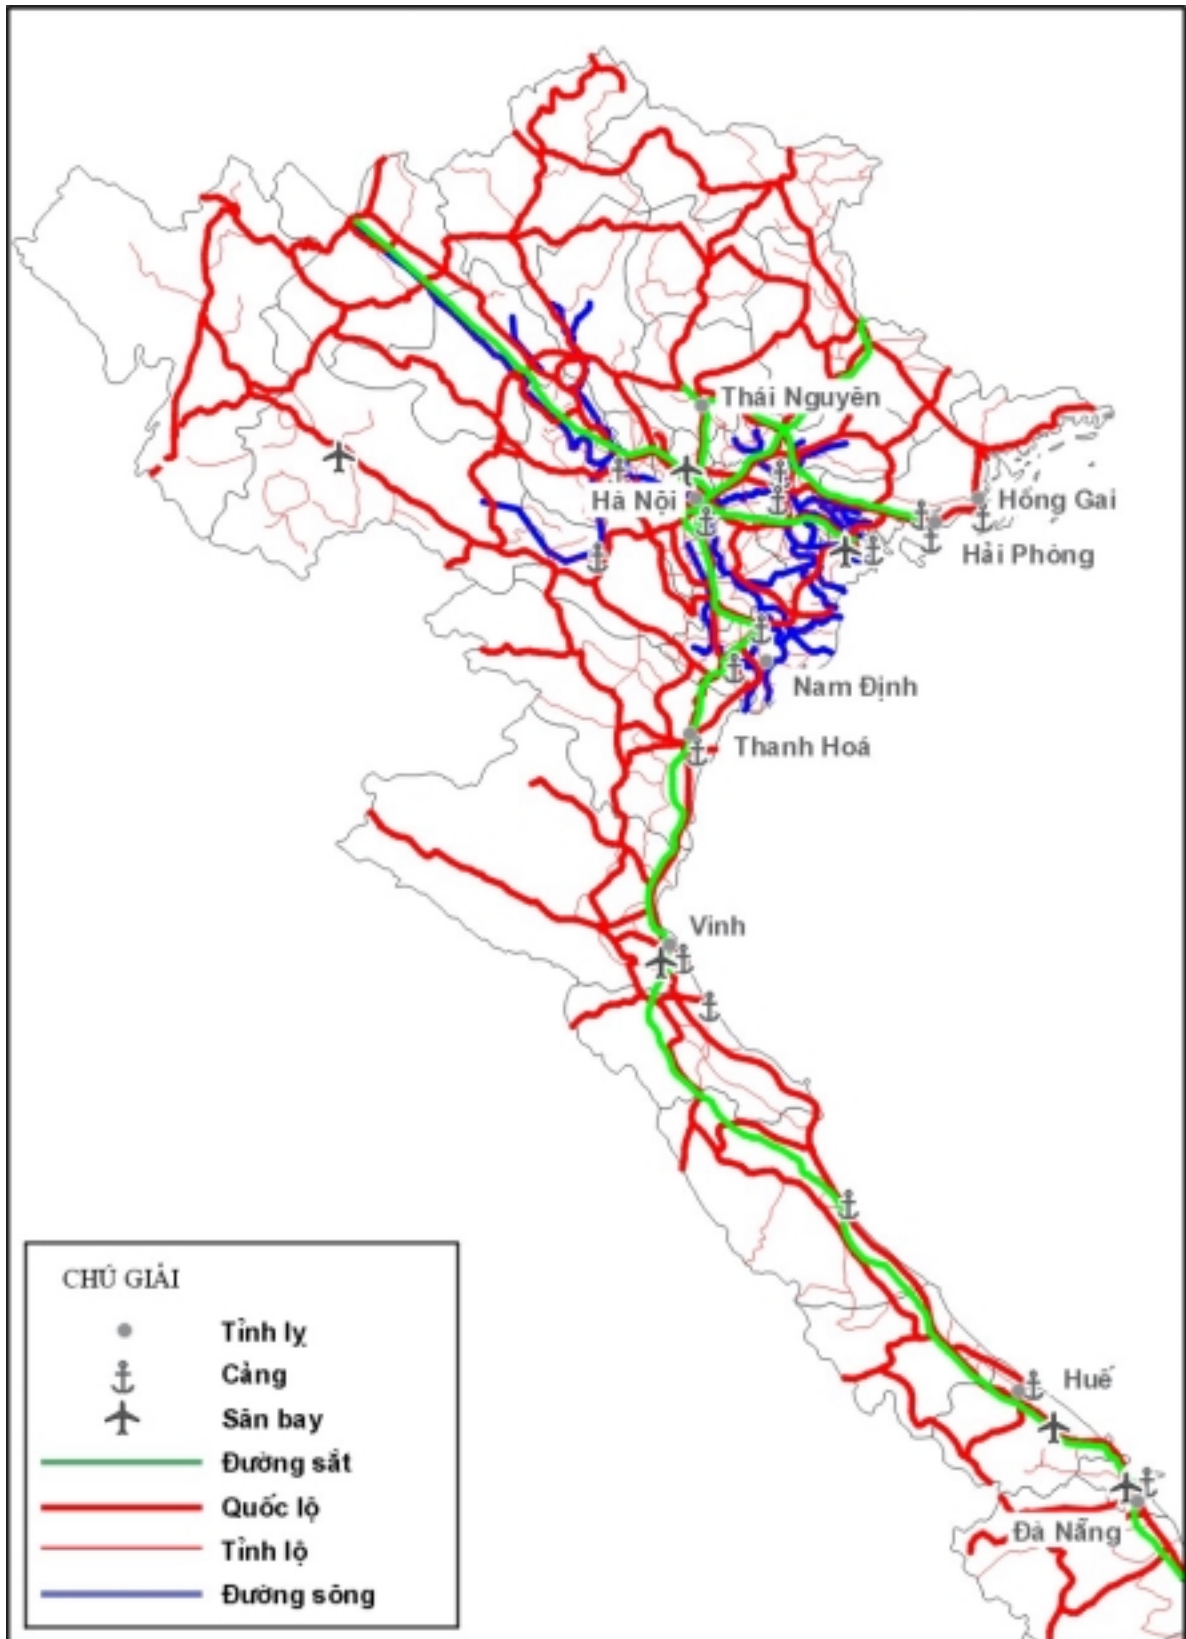 Thái Nguyên
Hà Nội
Hồng Gai
Hải Phòng
Nam Định
Thanh Hoá
Vinh
Huế
Đà Nẵng
CHÚ GIẢI
Tỉnh lỵ
Cảng
Sân bay
Đường sắt
Quốc lộ
Tỉnh lộ
Đường sông